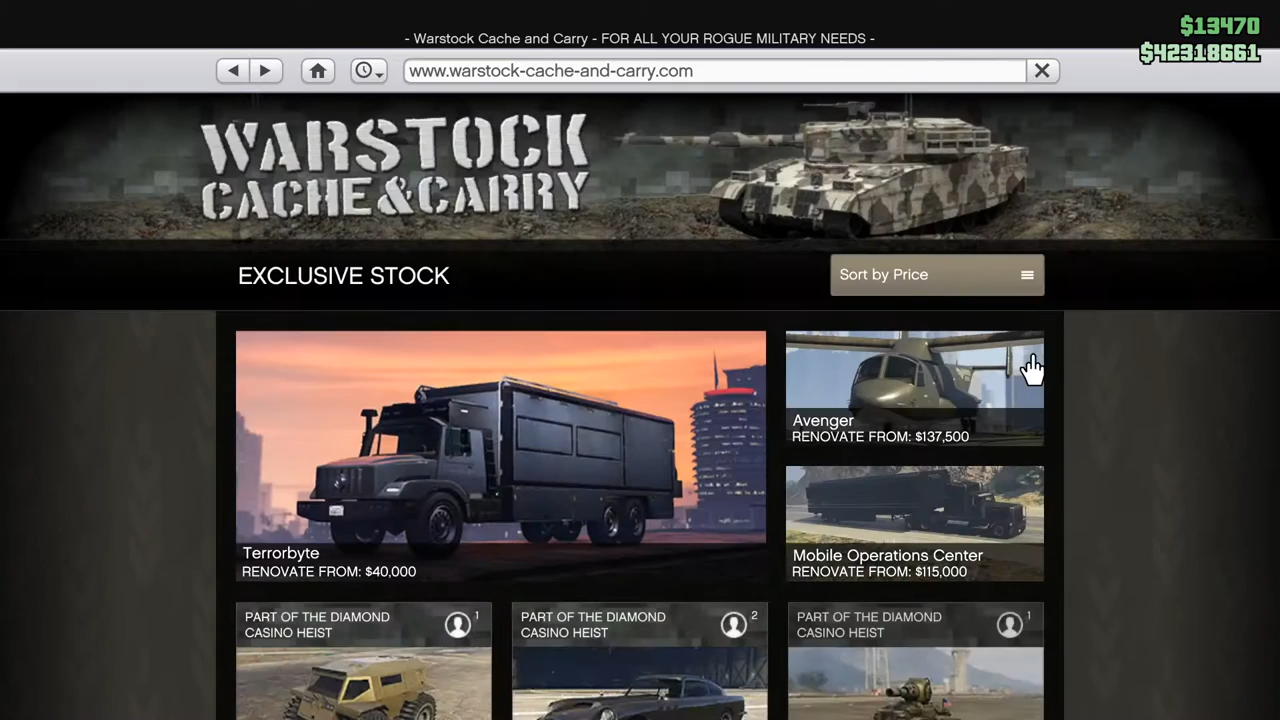 $13470
- Warstock Cache and Carry - FOR ALL YOUR ROGUE MILITARY NEEDS -
$42318661
www.warstock-cache-and-carry.com
WARSTOCK
CACHE&CARRY
EXCLUSIVE STOCK
Sort by Price
Avenger
RENOVATE FROM: $137,500
Terrorbyte
RENOVATE FROM: $40,000
Mobile Operations Center
RENOVATE FROM: $115,000
PART OF THE DIAMOND
CASINO HEIST
1
PART OF THE DIAMOND
CASINO HEIST
2
PART OF THE DIAMOND
CASINO HEIST
1